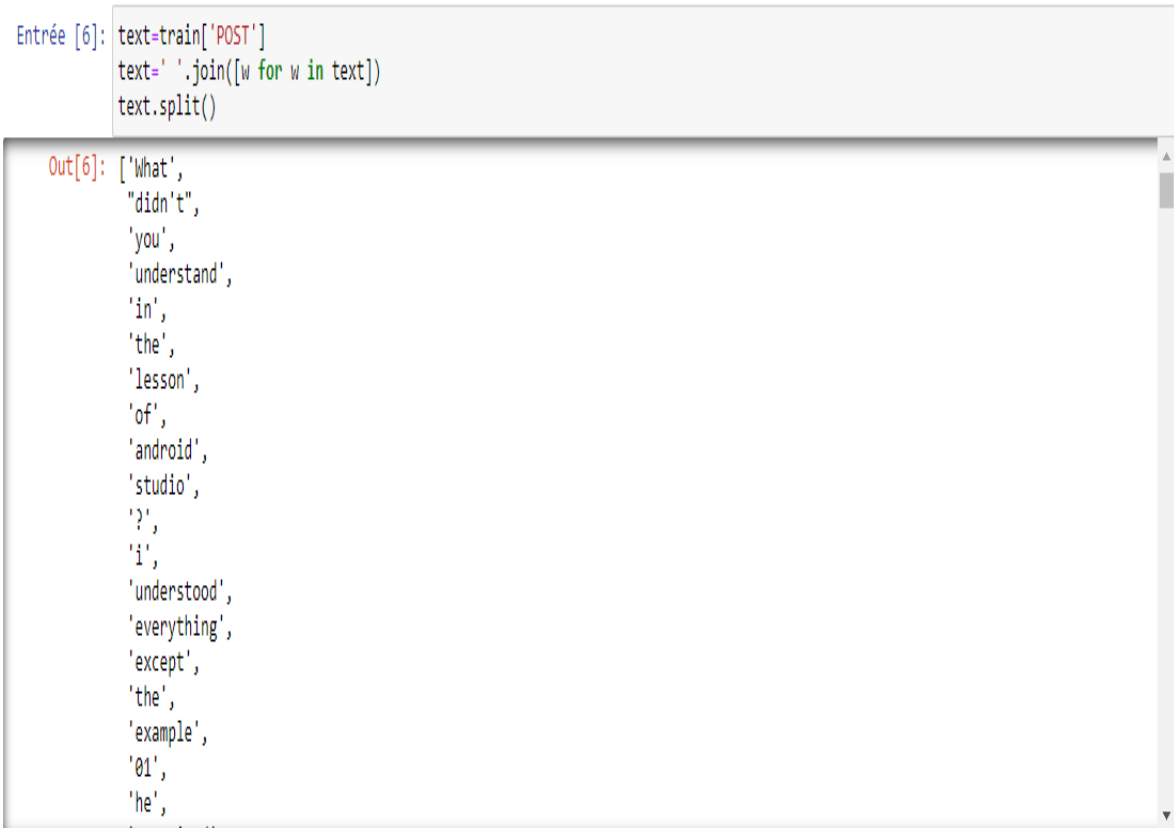 Entrée [6]: text=train['POST']
text=' '.join([w for w in text])
text.split()
Out[6]: ['What',
"didn't",
'you',
'understand',
'in',
'the',
'lesson',
'of',
'android',
'studio',
'?',
'i',
'understood',
'everything',
'except',
'the',
'example',
'01',
'he',